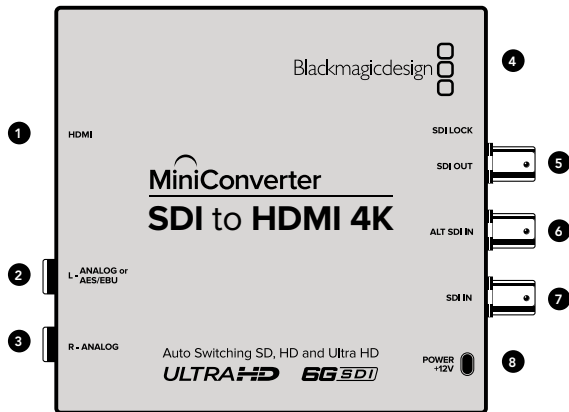 Blackmagicdesign
4
1
HDMI
SDI LOCK
SDI OUT
5
MiniConverter
SDI to HDMI 4K
ALT SDI IN
6
2
L - ANALOG or
AES/EBU
SDI IN
7
3
R - ANALOG
Auto Switching SD, HD and Ultra HD
ULTRAHD 6G SDI
POWER
+12V
8